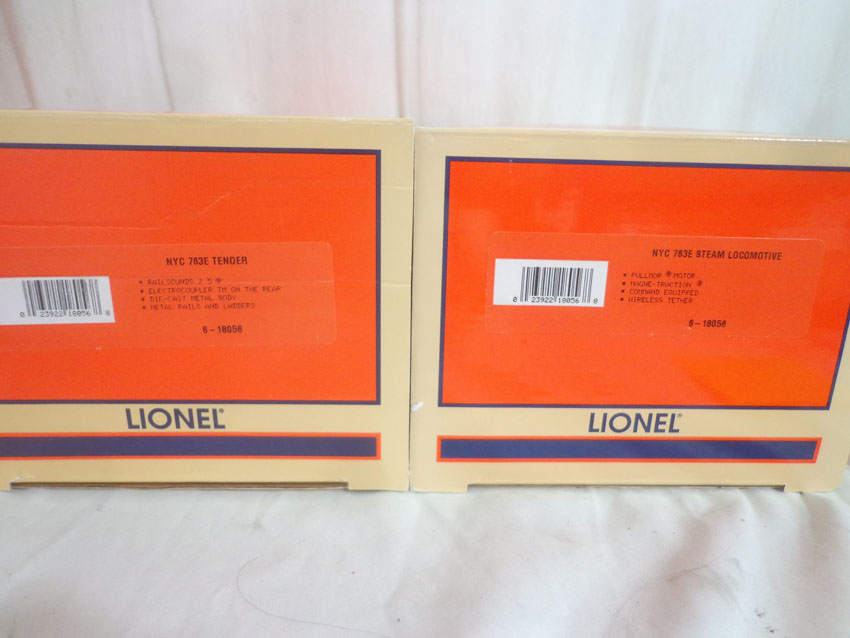 NYC 763E TENDER
* RAILSOUNDS 2.5 ®
* ELECTROCOUPLER TM ON THE REAR
* DIE-CAST METAL BODY
* METAL RAILS AND LADDERS
0 23922 18056 8
6-18056
LIONEL®
NYC 763E STEAM LOCOMOTIVE
* PULLMOR ® MOTOR
* MAGNE-TRACTION ®
* COMMAND EQUIPPED
* WIRELESS TETHER
0 23922 18056 8
6-18056
LIONEL®